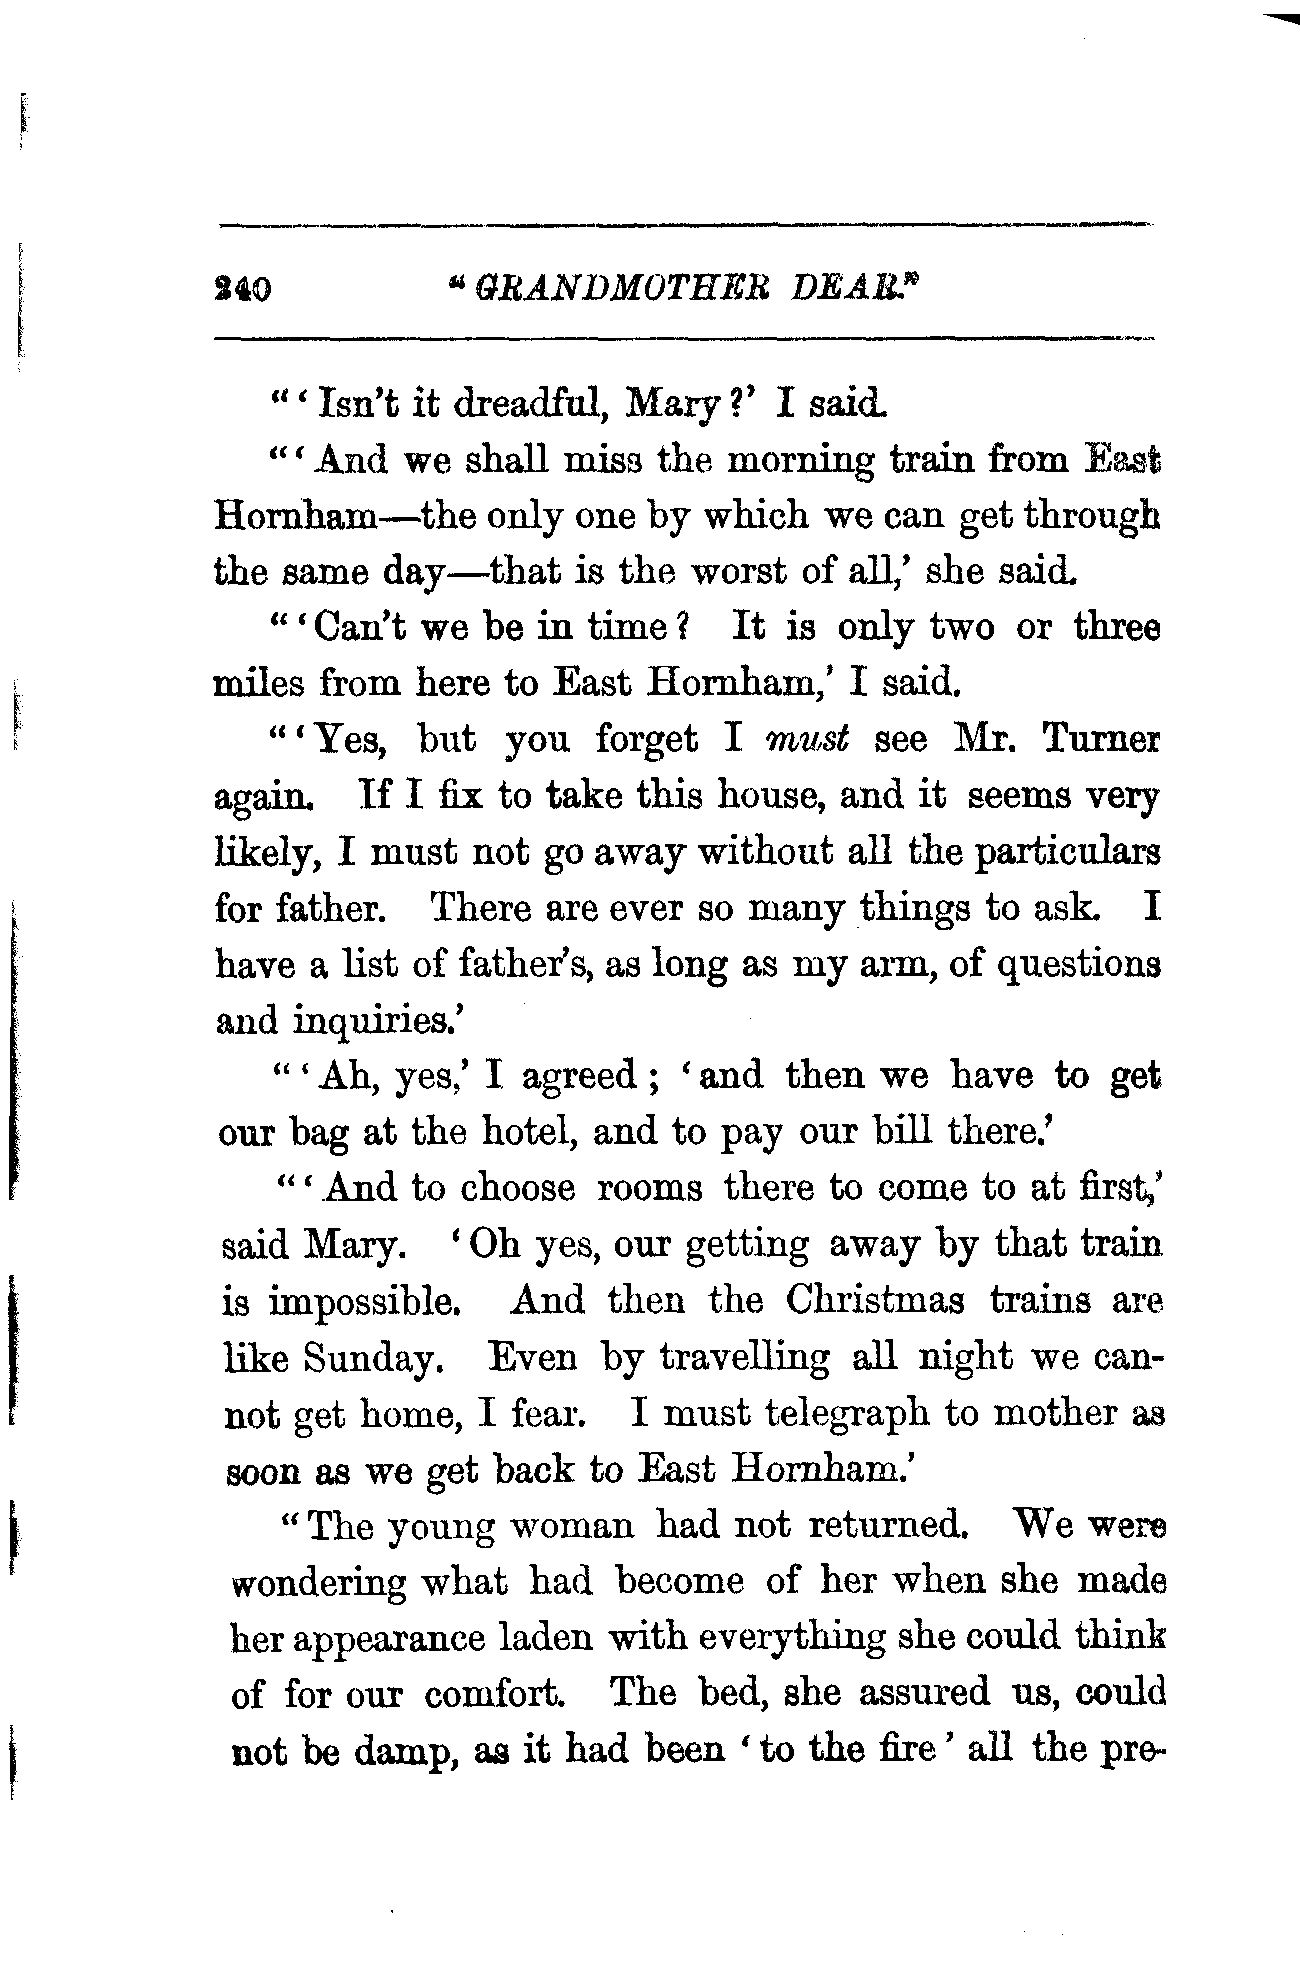 240 “GRANDMOTHER DEAR.”
“‘Isn't it dreadful, Mary?’ I said.
“‘And we shall miss the morning train from East
Hornham—the only one by which we can get through
the same day—that is the worst of all,’ she said.
“‘Can't we be in time? It is only two or three
miles from here to East Hornham,’ I said.
“‘Yes, but you forget I must see Mr. Turner
again. If I fix to take this house, and it seems very
likely, I must not go away without all the particulars
for father. There are ever so many things to ask. I
have a list of father's, as long as my arm, of questions
and inquiries.’
“‘Ah, yes,’ I agreed; ‘and then we have to get
our bag at the hotel, and to pay our bill there.’
“‘And to choose rooms there to come to at first,’
said Mary. ‘Oh yes, our getting away by that train
is impossible. And then the Christmas trains are
like Sunday. Even by travelling all night we can-
not get home, I fear. I must telegraph to mother as
soon as we get back to East Hornham.’
“The young woman had not returned. We were
wondering what had become of her when she made
her appearance laden with everything she could think
of for our comfort. The bed, she assured us, could
not be damp, as it had been ‘to the fire’ all the pre-